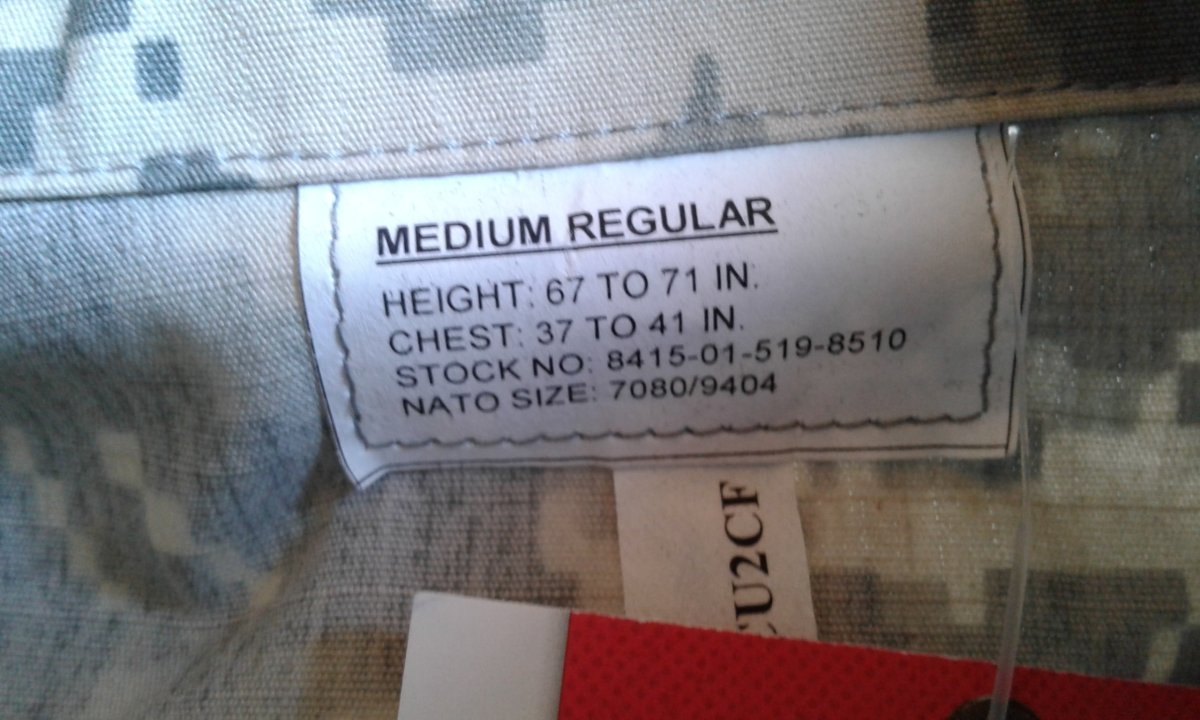 MEDIUM REGULAR
HEIGHT: 67 TO 71 IN.
CHEST: 37 TO 41 IN.
STOCK NO: 8415-01-519-8510
NATO SIZE: 7080/9404
U2CF